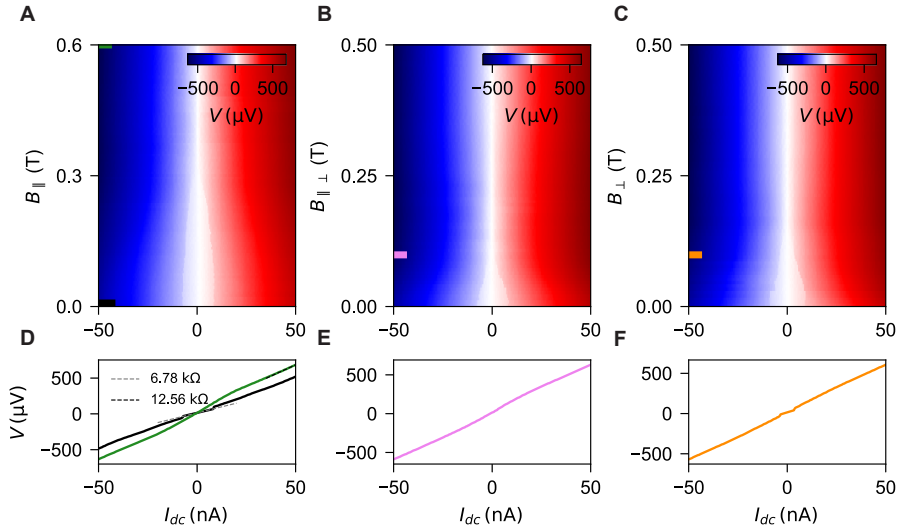 A
B
C
0.6
0.3
0.0
B∥ (T)
−500 0 500
V (μV)
−50 0 50
0.50
0.25
0.00
B∥ ⊥ (T)
−500 0 500
V (μV)
−50 0 50
0.50
0.25
0.00
B⊥ (T)
−500 0 500
V (μV)
−50 0 50
D
E
F
500
0
−500
V (μV)
6.78 kΩ
12.56 kΩ
−50 0 50
Idc (nA)
500
0
−500
−50 0 50
Idc (nA)
500
0
−500
−50 0 50
Idc (nA)